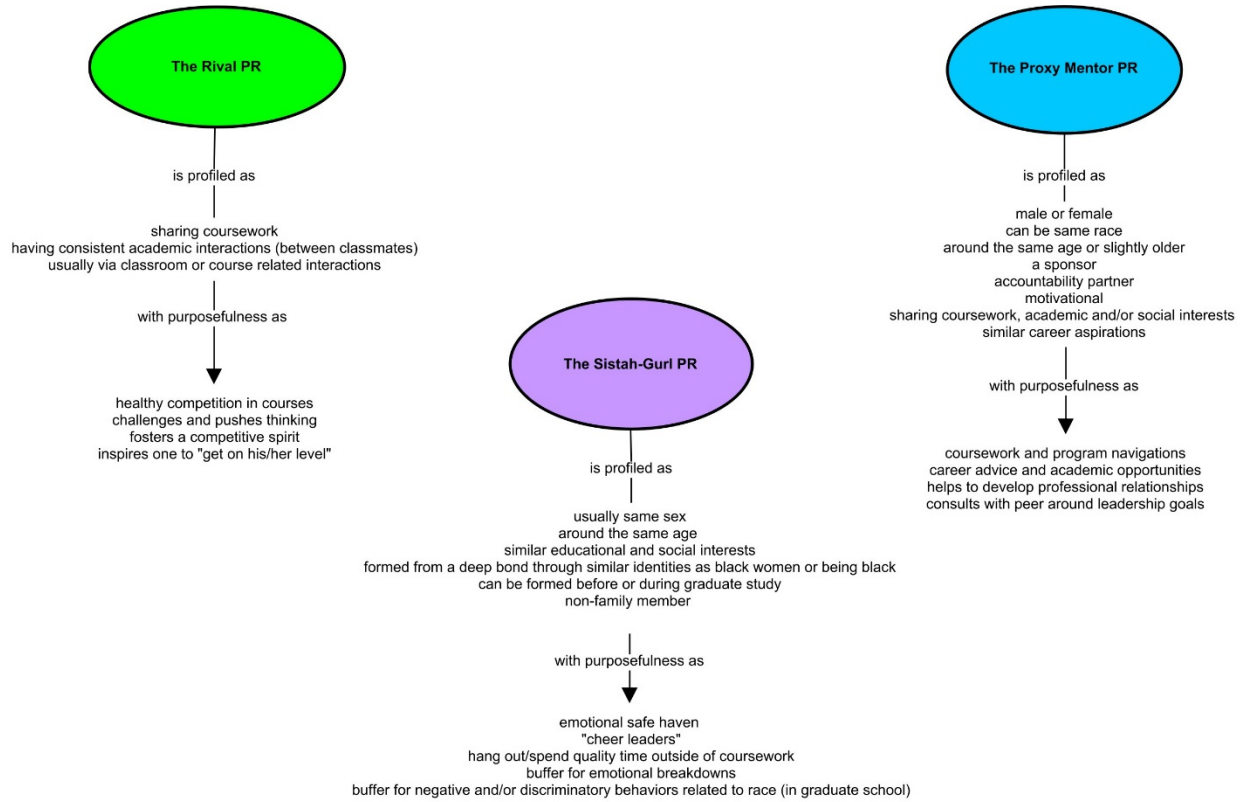 The Rival PR
is profiled as
sharing coursework
having consistent academic interactions (between classmates)
usually via classroom or course related interactions
with purposefulness as
healthy competition in courses
challenges and pushes thinking
fosters a competitive spirit
inspires one to "get on his/her level"
The Sistah-Gurl PR
is profiled as
usually same sex
around the same age
similar educational and social interests
formed from a deep bond through similar identities as black women or being black
can be formed before or during graduate study
non-family member
with purposefulness as
emotional safe haven
"cheer leaders"
hang out/spend quality time outside of coursework
buffer for emotional breakdowns
buffer for negative and/or discriminatory behaviors related to race (in graduate school)
The Proxy Mentor PR
is profiled as
male or female
can be same race
around the same age or slightly older
a sponsor
accountability partner
motivational
sharing coursework, academic and/or social interests
similar career aspirations
with purposefulness as
coursework and program navigations
career advice and academic opportunities
helps to develop professional relationships
consults with peer around leadership goals